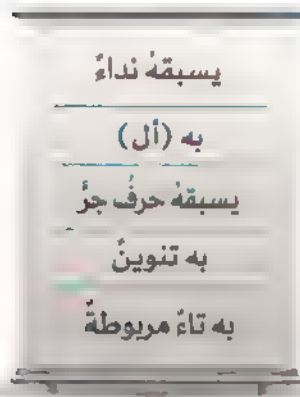 يسبقهُ نداءٌ
به (أل)
يسبقهُ حرفُ جرٍّ
به تنوينٌ
به تاءٌ مربوطةٌ